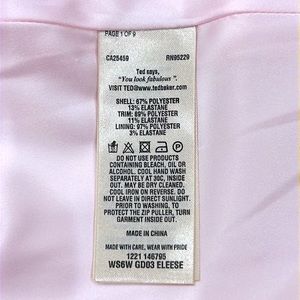 PAGE 1 OF 9
CA25459 RN95229
Ted says,
"You look fabulous".
VISIT TED@www.tedbaker.com
SHELL: 67% POLYESTER
13% ELASTANE
TRIM: 89% POLYESTER
11% ELASTANE
LINING: 97% POLYESTER
3% ELASTANE
DO NOT USE PRODUCTS
CONTAINING BLEACH, OIL OR
ALCOHOL. COOL HAND WASH
SEPARATELY AT 30C, INSIDE
OUT. MAY BE DRY CLEANED.
COOL IRON ON REVERSE. DO
NOT LEAVE IN DIRECT SUNLIGHT.
PRIOR TO WASHING, TO
PROTECT THE ZIP PULLER, TURN
GARMENT INSIDE OUT.
MADE IN CHINA
MADE WITH CARE, WEAR WITH PRIDE
1221 146795
WS6W GD03 ELEESE